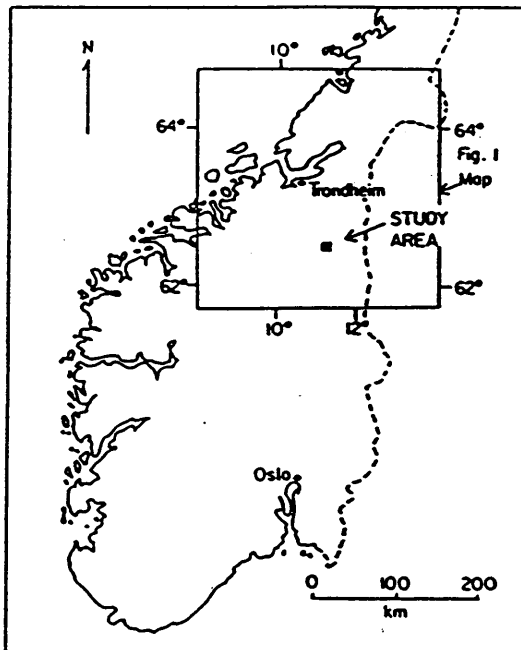 N
10°
64°
64°
Fig. 1
Map
Trondheim
STUDY
AREA
62°
62°
10°
12°
Oslo
0 100 200
km